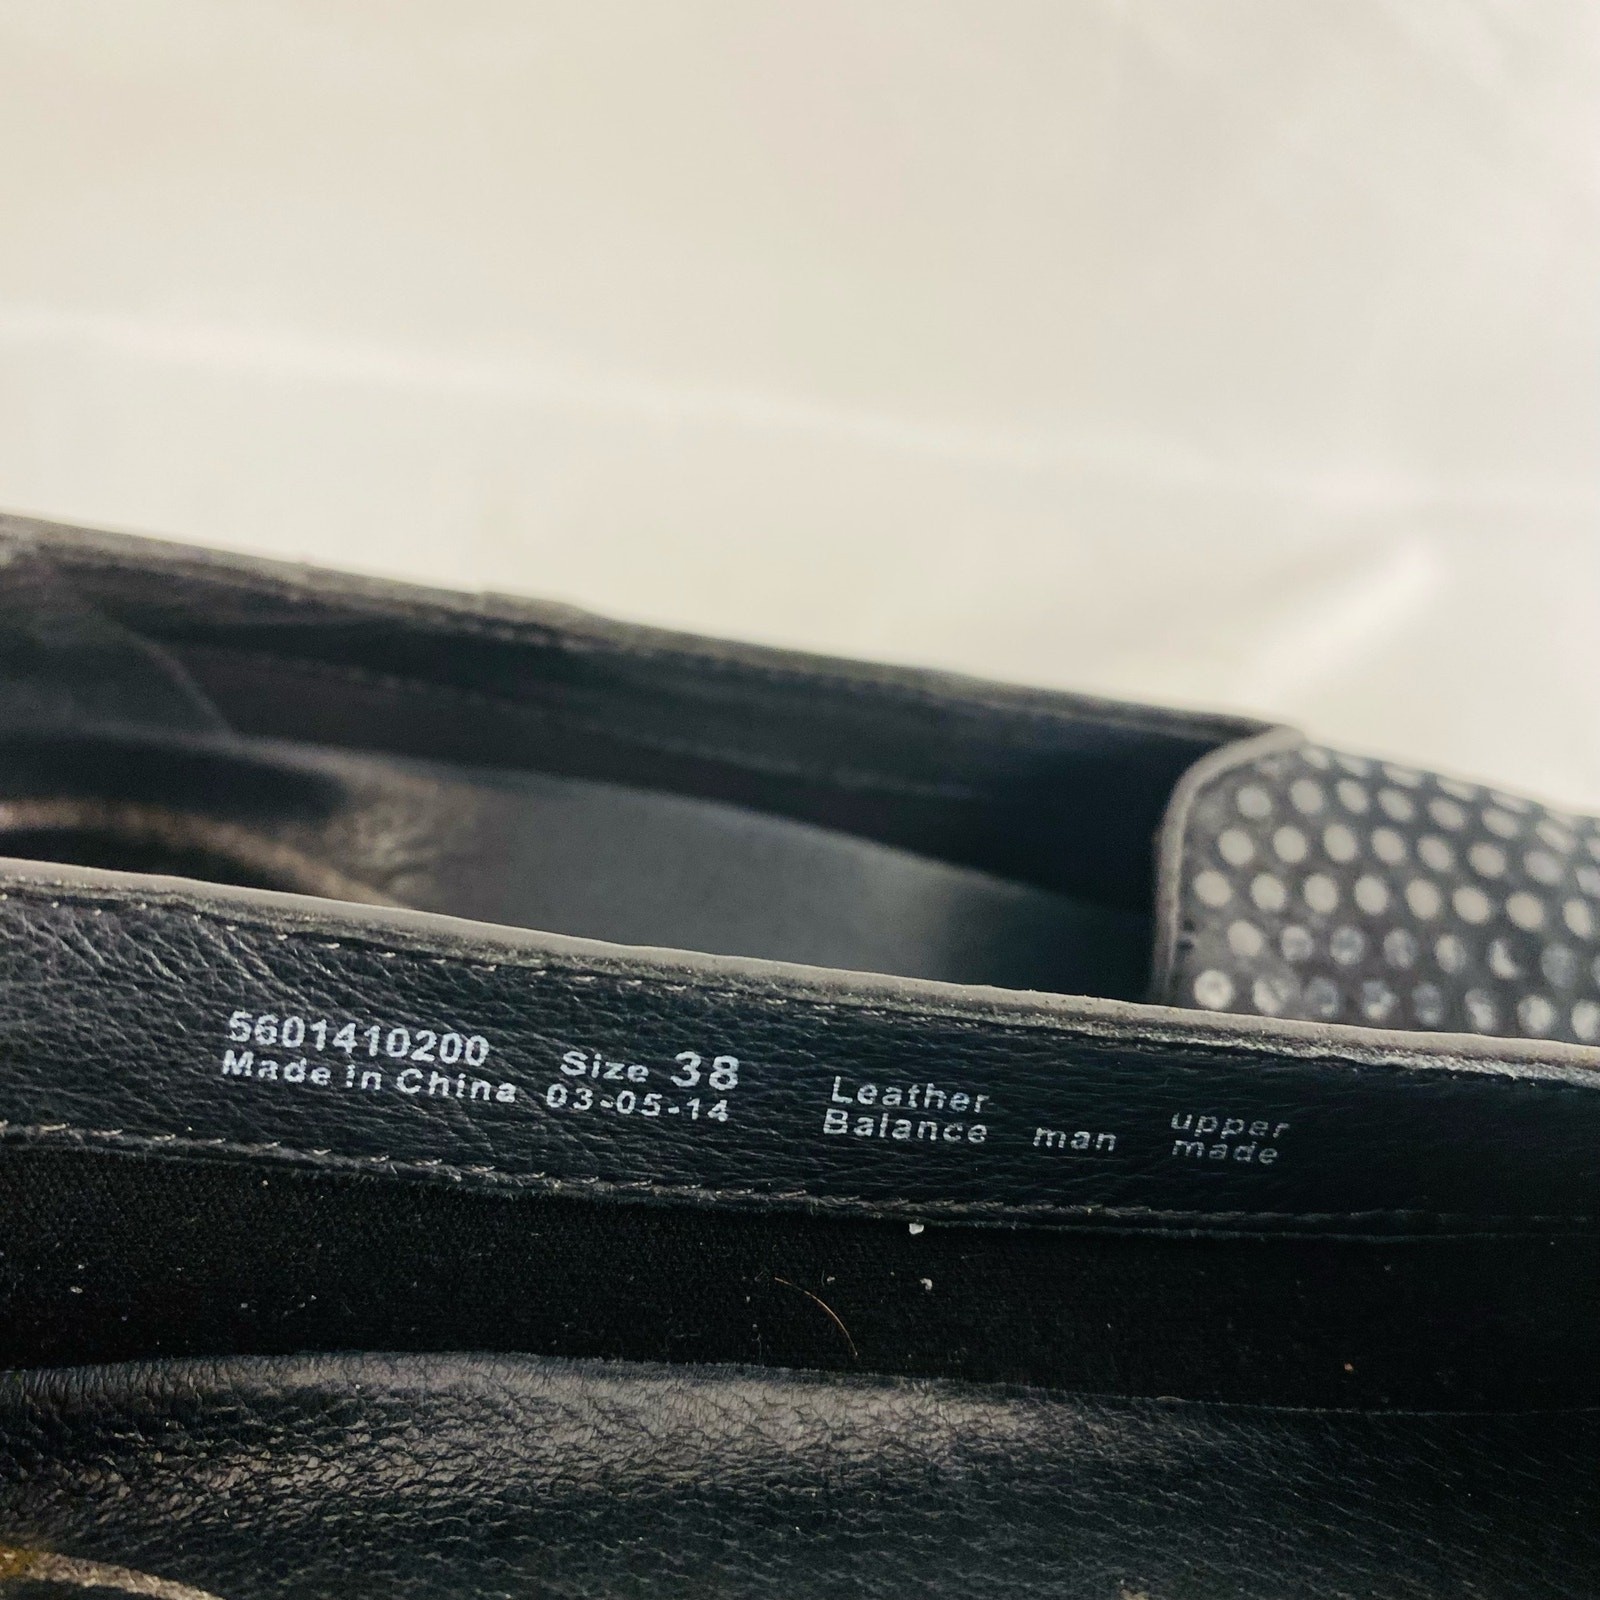 5601410200 Size 38
Made in China 03-05-14
Leather upper
Balance man made